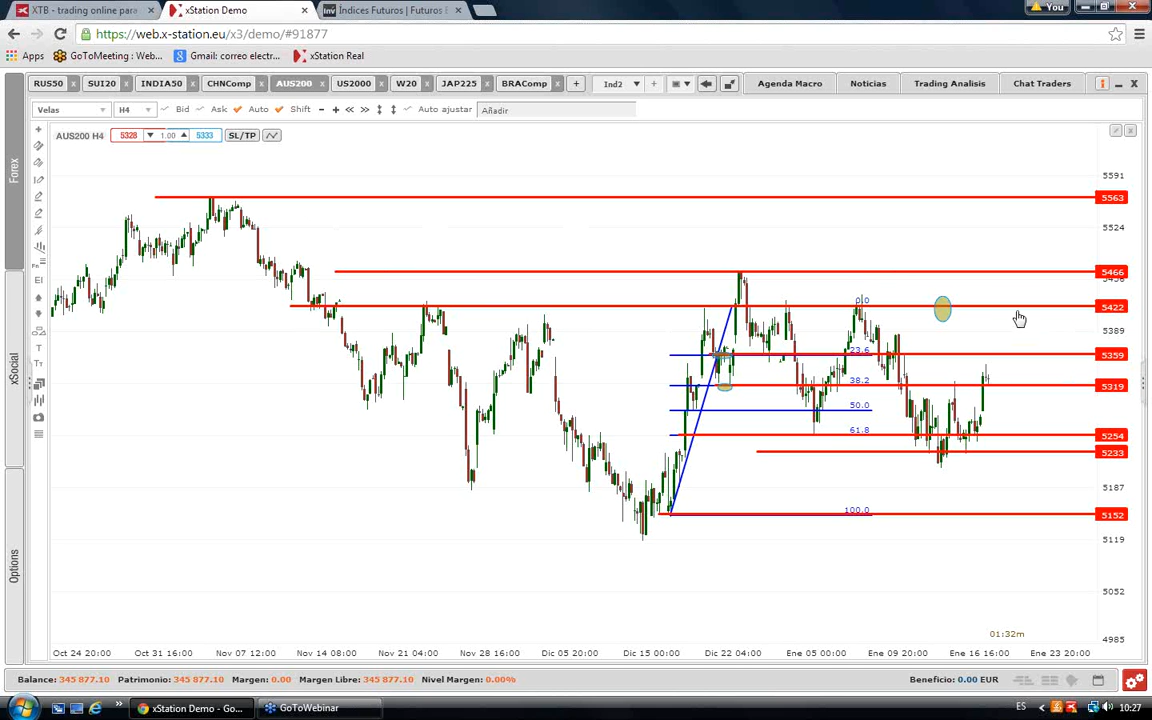 XTB - trading online para
xStation Demo
Índices Futuros | Futuros E
You
https://web.x-station.eu/x3/demo/#91877
Apps
GoToMeeting : Web...
Gmail: correo electr...
xStation Real
RUS50
SUI20
INDIA50
CHNComp
AUS200
US2000
W20
JAP225
BRAComp
Ind2
Agenda Macro
Noticias
Trading Analisis
Chat Traders
Velas
H4
Bid
Ask
Auto
Shift
Auto ajustar
Añadir
AUS200 H4
5328
1.00
5333
SL/TP
Forex
xSocial
Options
5591
5563
5524
5466
5422
5389
5359
5319
5254
5233
5187
5152
5119
5052
4985
0.0
23.6
38.2
50.0
61.8
100.0
01:32m
Oct 24 20:00
Oct 31 16:00
Nov 07 12:00
Nov 14 08:00
Nov 21 04:00
Nov 28 16:00
Dic 05 20:00
Dic 15 00:00
Dic 22 04:00
Ene 05 00:00
Ene 09 20:00
Ene 16 16:00
Ene 23 20:00
Balance: 345 877.10
Patrimonio: 345 877.10
Margen: 0.00
Margen Libre: 345 877.10
Nivel Margen: 0.00%
Beneficio: 0.00 EUR
xStation Demo - Go...
GoToWebinar
ES
10:27